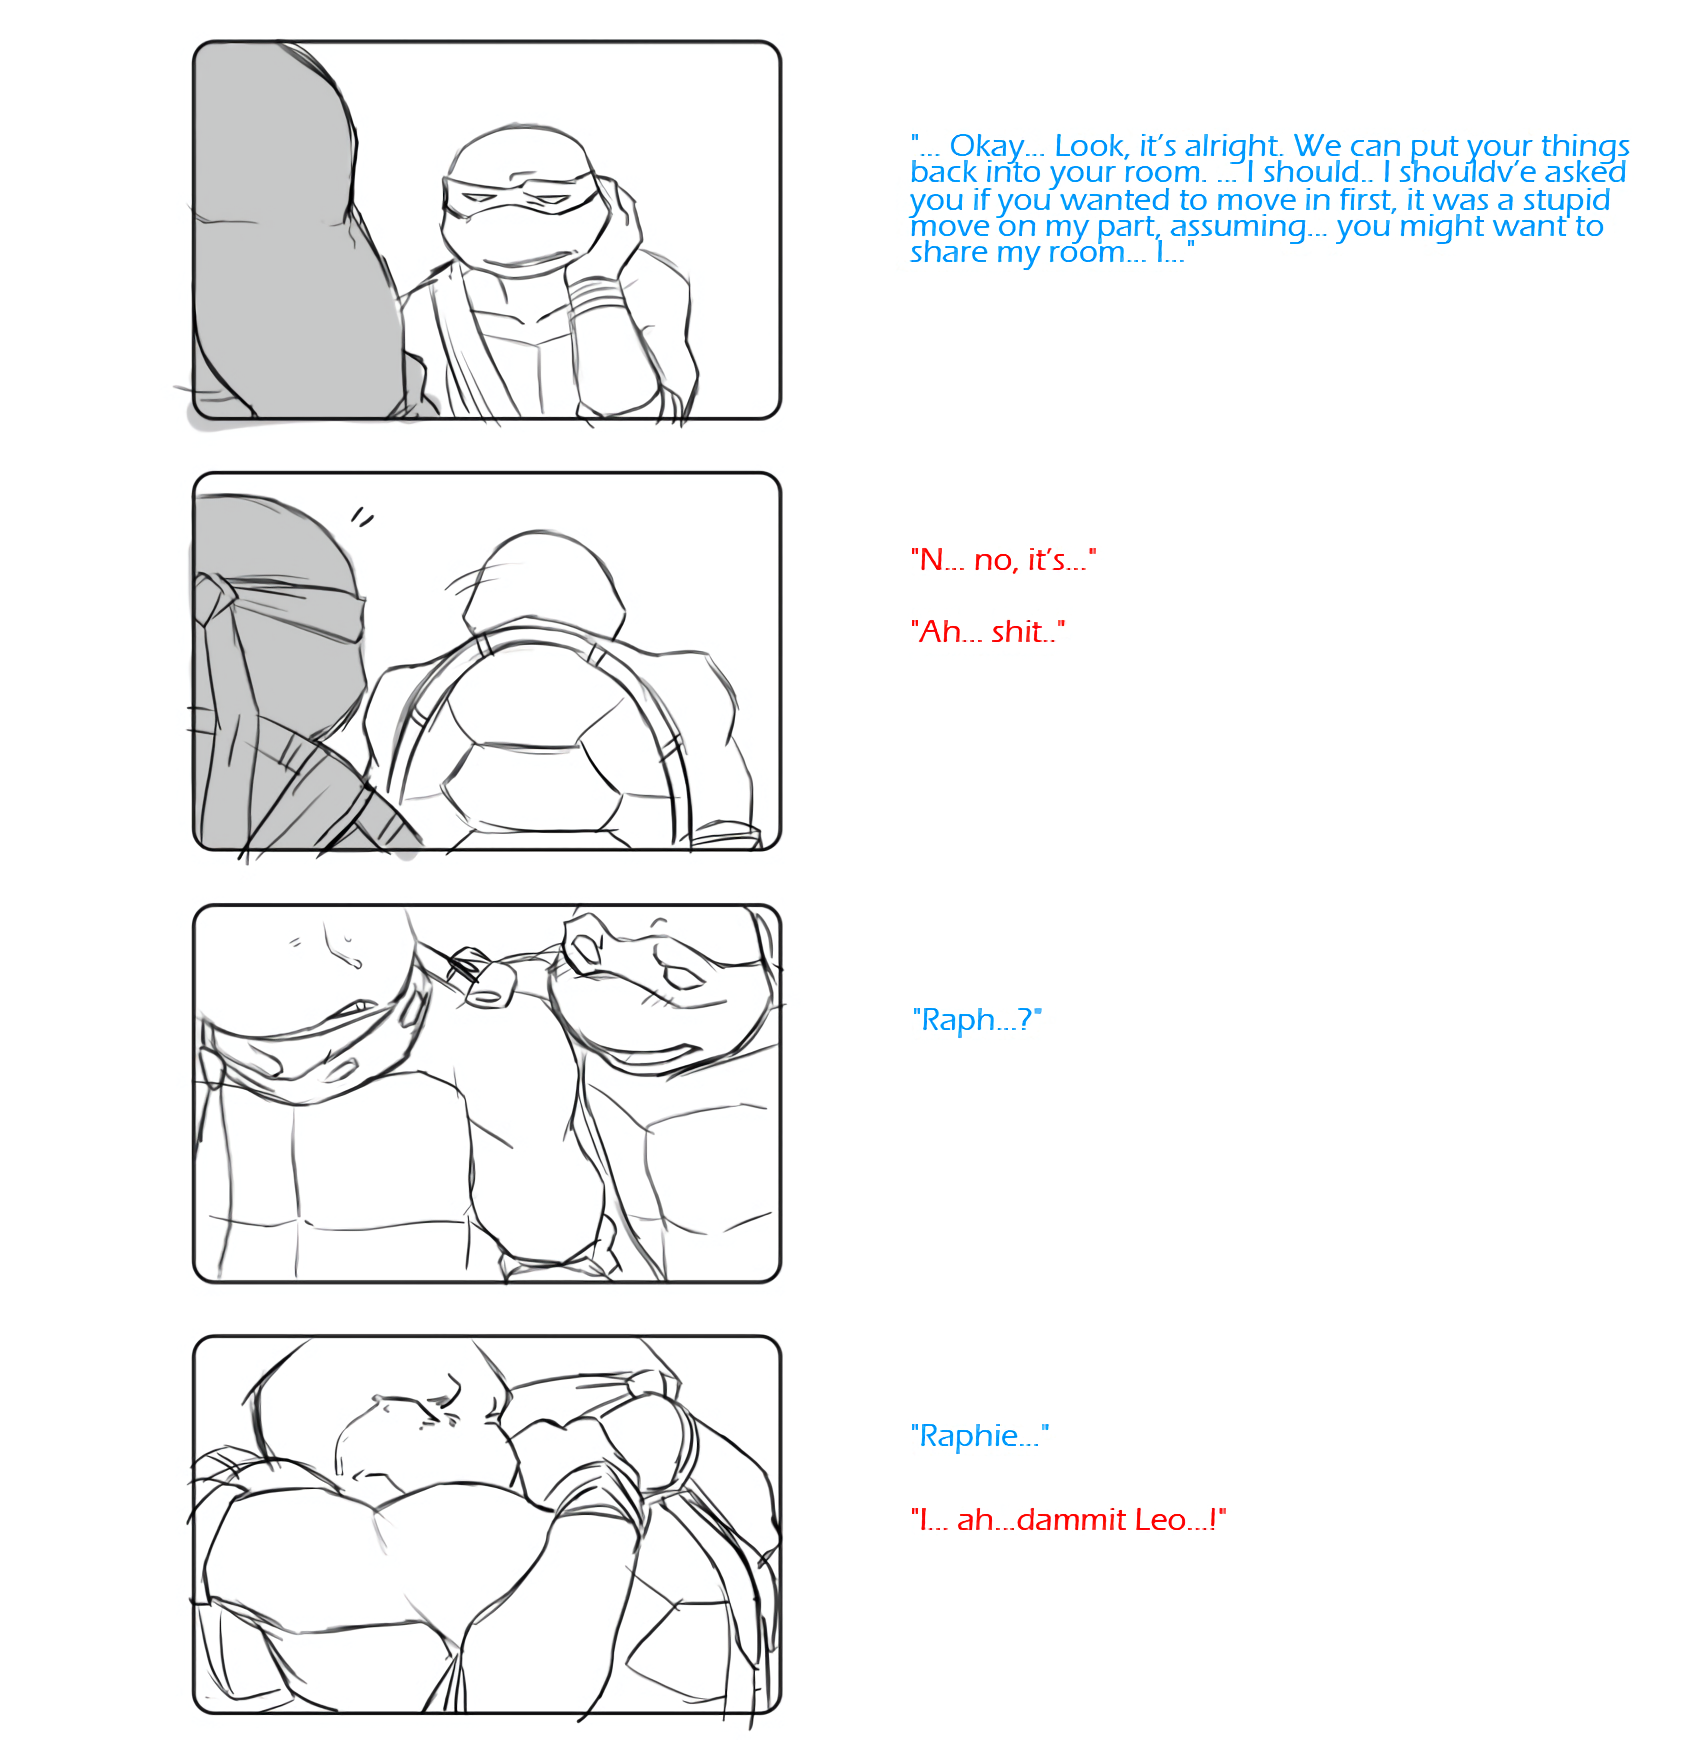 "... Okay... Look, it's alright. We can put your things
back into your room. ... I should.. I shouldv'e asked
you if you wanted to move in first, it was a stupid
move on my part, assuming... you might want to
share my room... I..."
"N... no, it's..."
"Ah... shit.."
"Raph...?"
"Raphie..."
"I... ah...dammit Leo...!"